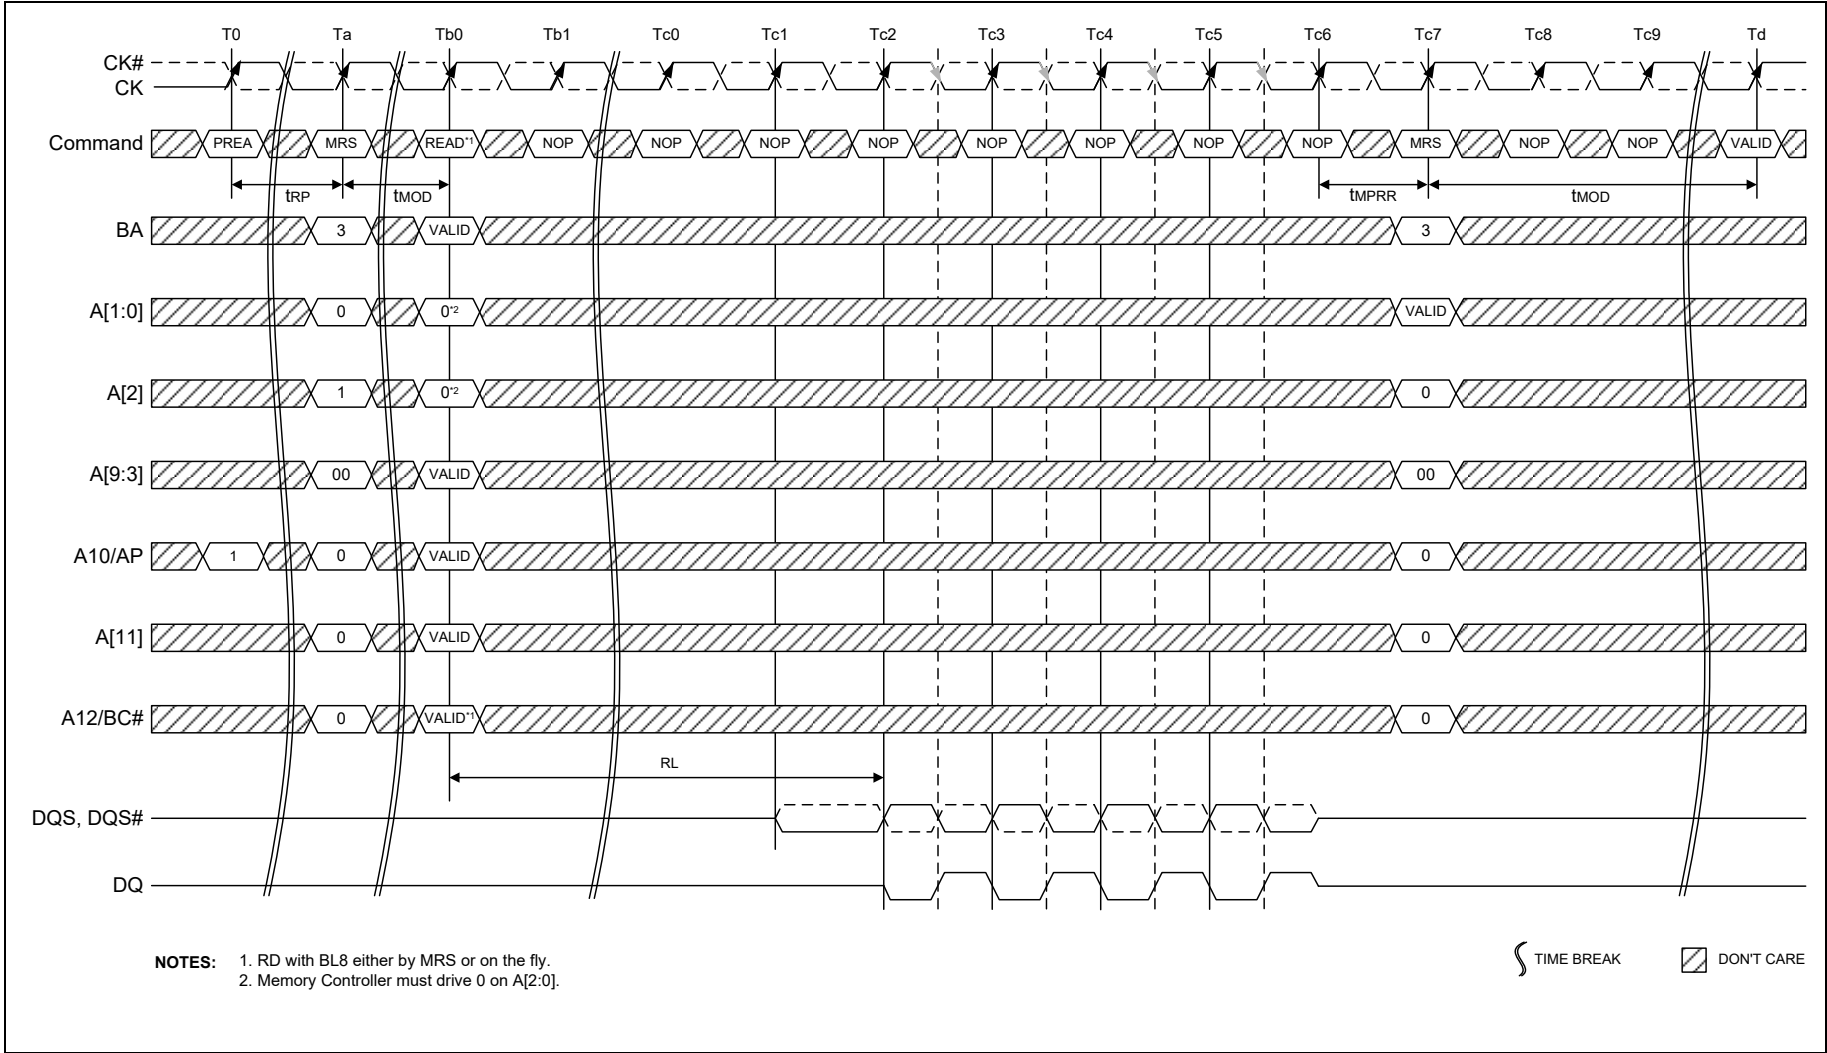 T0 Ta Tb0 Tb1 Tc0 Tc1 Tc2 Tc3 Tc4 Tc5 Tc6 Tc7 Tc8 Tc9 Td
CK#
CK
Command PREA MRS READ*1 NOP NOP NOP NOP NOP NOP NOP NOP MRS NOP NOP VALID
tRP tMOD tMPRR tMOD
BA 3 VALID 3
A[1:0] 0 0*2 VALID
A[2] 1 0*2 0
A[9:3] 00 VALID 00
A10/AP 1 0 VALID 0
A[11] 0 VALID 0
A12/BC# 0 VALID*1 0
RL
DQS, DQS#
DQ
NOTES: 1. RD with BL8 either by MRS or on the fly.
2. Memory Controller must drive 0 on A[2:0].
TIME BREAK DON'T CARE